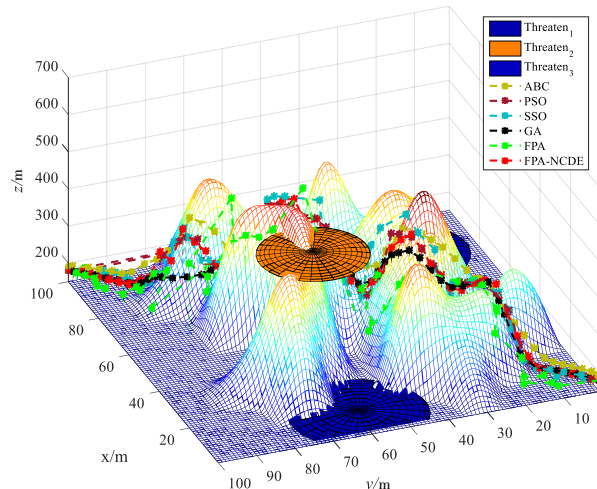 Threaten1
Threaten2
Threaten3
ABC
PSO
SSO
GA
FPA
FPA-NCDE
700
600
500
400
300
200
z/m
100
80
60
40
20
x/m
100
90
80
70
60
50
40
30
20
10
y/m